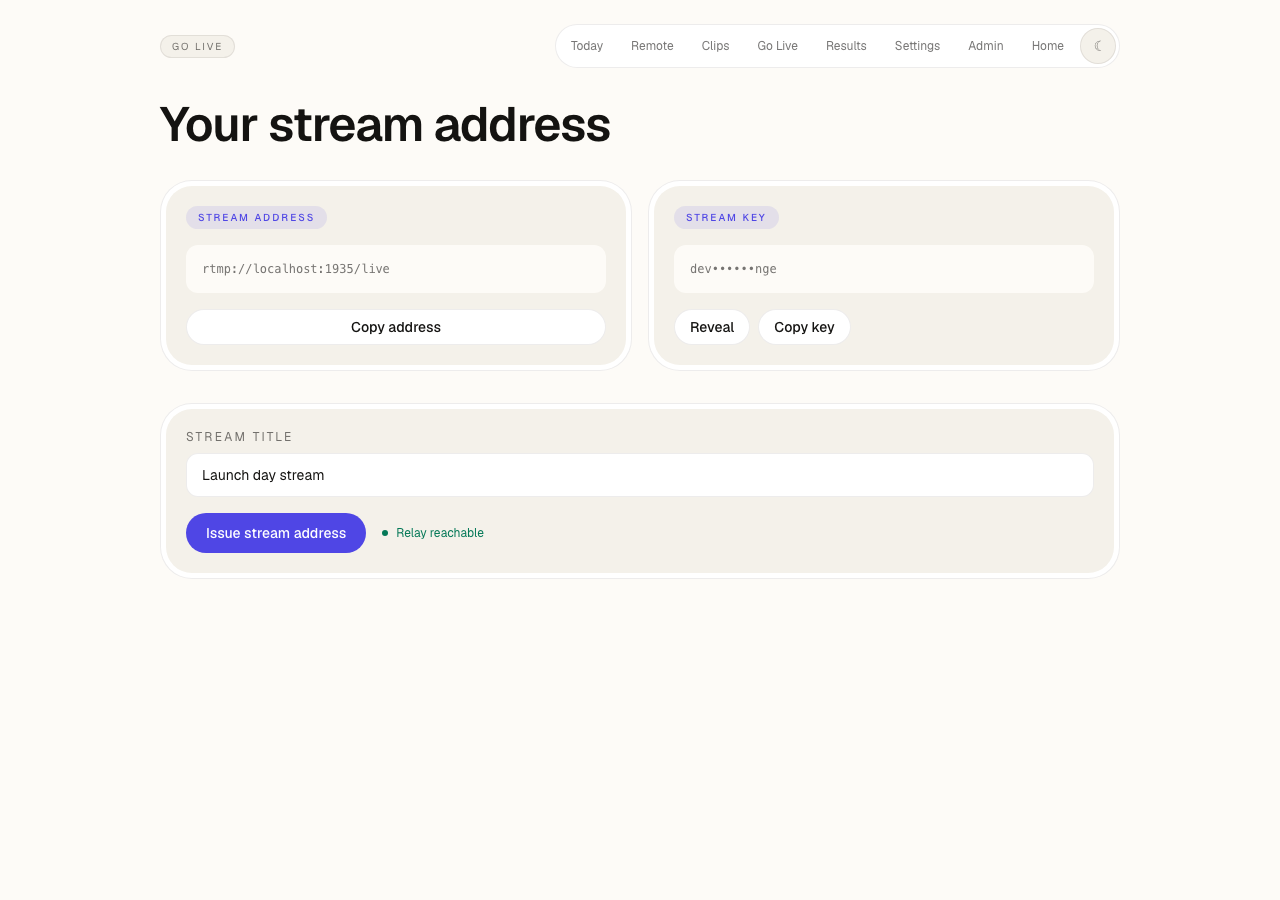 GO LIVE
Today Remote Clips Go Live Results Settings Admin Home ☾
Your stream address
STREAM ADDRESS
rtmp://localhost:1935/live
Copy address
STREAM KEY
dev••••••nge
Reveal Copy key
STREAM TITLE
Launch day stream
Issue stream address
Relay reachable